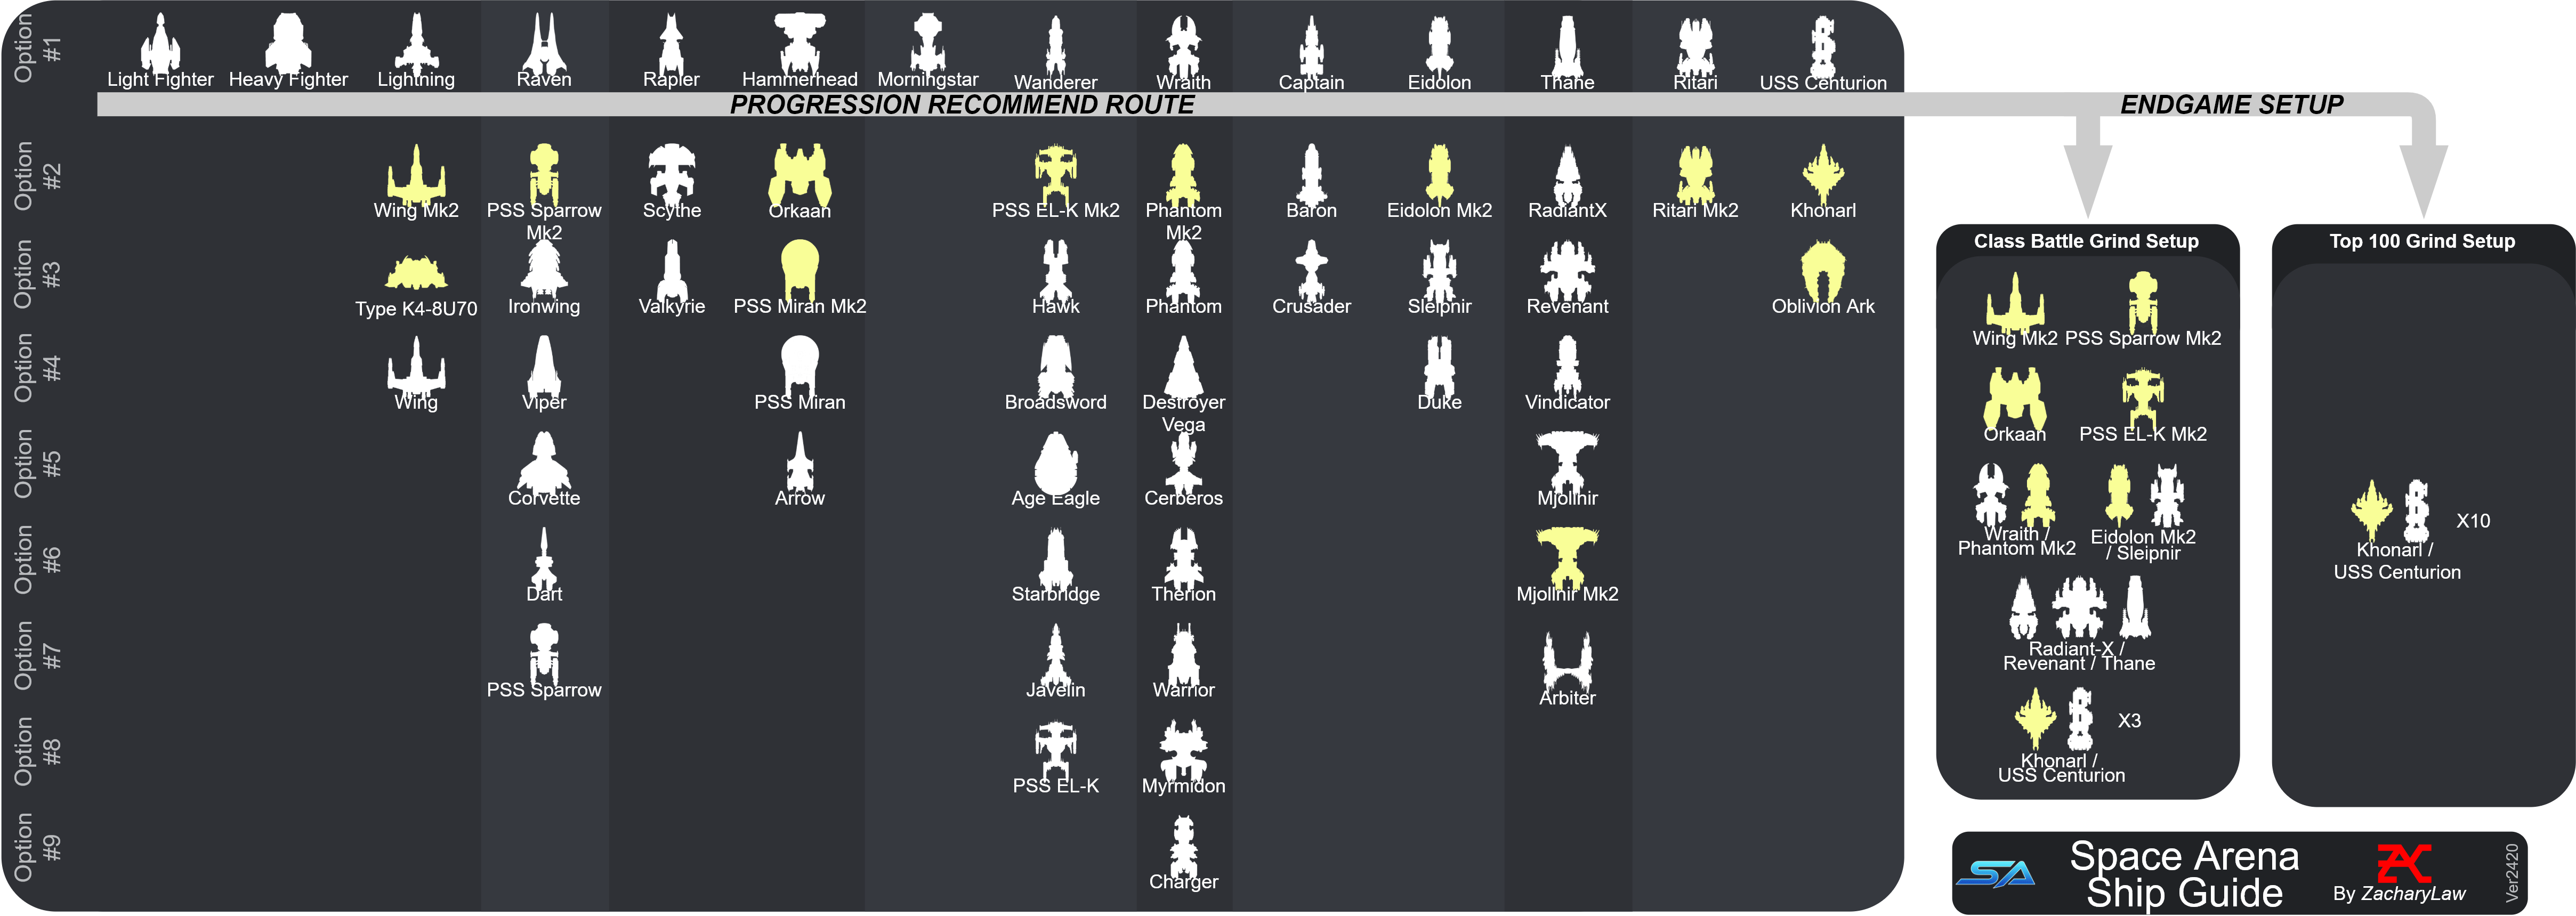 Option #1
Light Fighter
Heavy Fighter
Lightning
Raven
Rapler
Hammerhead
Morningstar
Wanderer
Wraith
Captain
Eidolon
Thane
Ritari
USS Centurion
PROGRESSION RECOMMEND ROUTE
ENDGAME SETUP
Option #2
Wing Mk2
PSS Sparrow
Mk2
Scythe
Orkaan
PSS EL-K Mk2
Phantom
Mk2
Baron
Eidolon Mk2
RadiantX
Ritari Mk2
Khonarl
Option #3
Type K4-8U70
Ironwing
Valkyrie
PSS Miran Mk2
Hawk
Phantom
Crusader
Sleipnir
Revenant
Oblivion Ark
Option #4
Wing
Viper
PSS Miran
Broadsword
Destroyer
Vega
Duke
Vindicator
Option #5
Corvette
Arrow
Age Eagle
Cerberos
Mjollnir
Option #6
Dart
Starbridge
Therion
Mjollnir Mk2
Option #7
PSS Sparrow
Javelin
Warrior
Arbiter
Option #8
PSS EL-K
Myrmidon
Option #9
Charger
Class Battle Grind Setup
Wing Mk2
PSS Sparrow Mk2
Orkaan
PSS EL-K Mk2
Wraith /
Phantom Mk2
Eidolon Mk2
/ Sleipnir
Radiant-X /
Revenant / Thane
X3
Khonarl /
USS Centurion
Top 100 Grind Setup
X10
Khonarl /
USS Centurion
SA
Space Arena
Ship Guide
ZAC
By ZacharyLaw
Ver2420